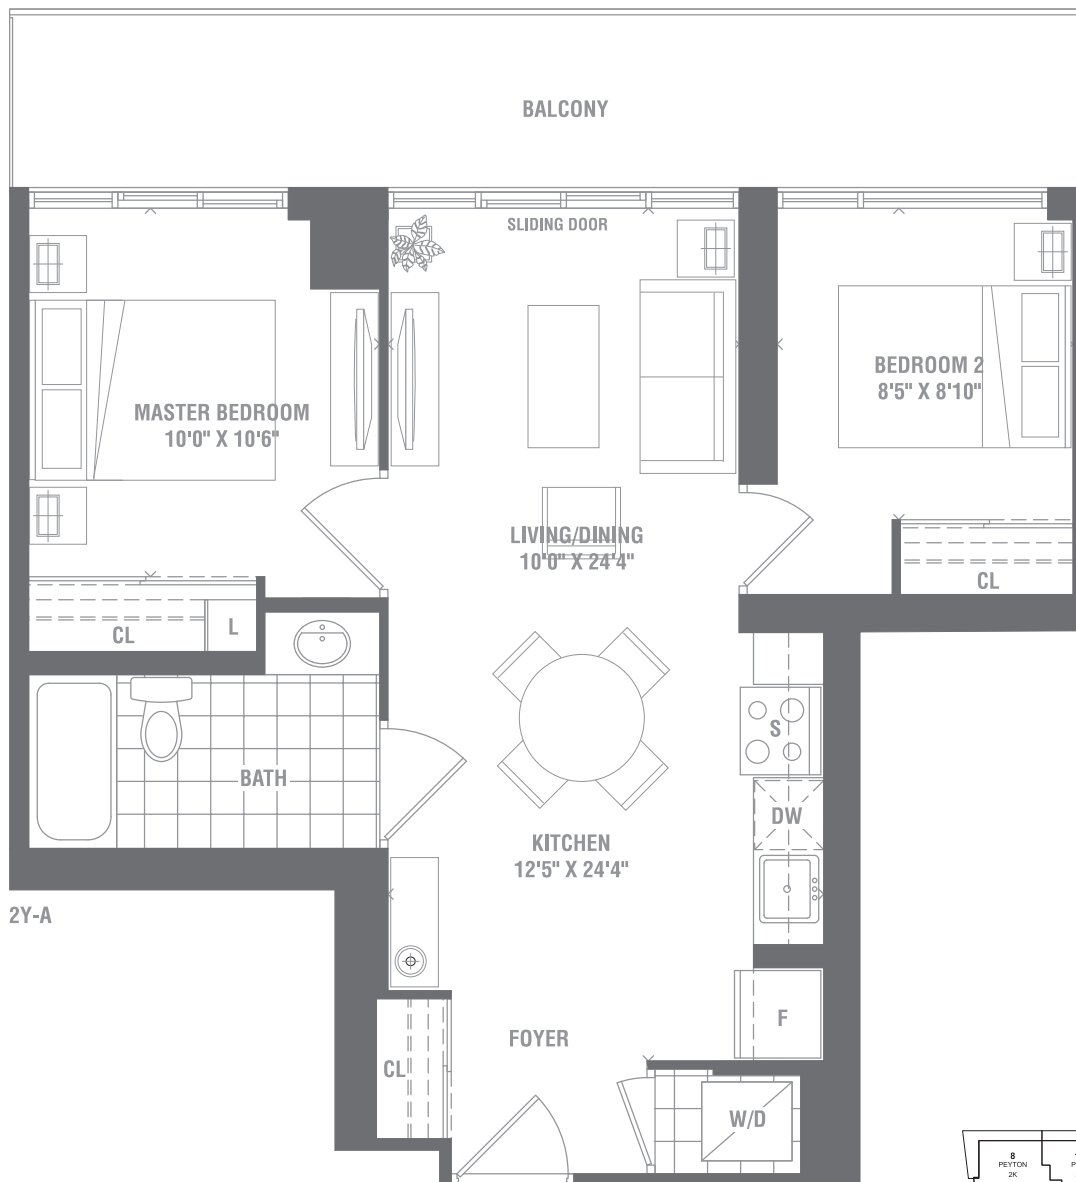 BALCONY
SLIDING DOOR
MASTER BEDROOM
10'0" X 10'6"
BEDROOM 2
8'5" X 8'10"
LIVING/DINING
10'0" X 24'4"
CL
L
CL
S
BATH
DW
KITCHEN
12'5" X 24'4"
2Y-A
F
FOYER
CL
W/D
8
PEYTON
2K
P